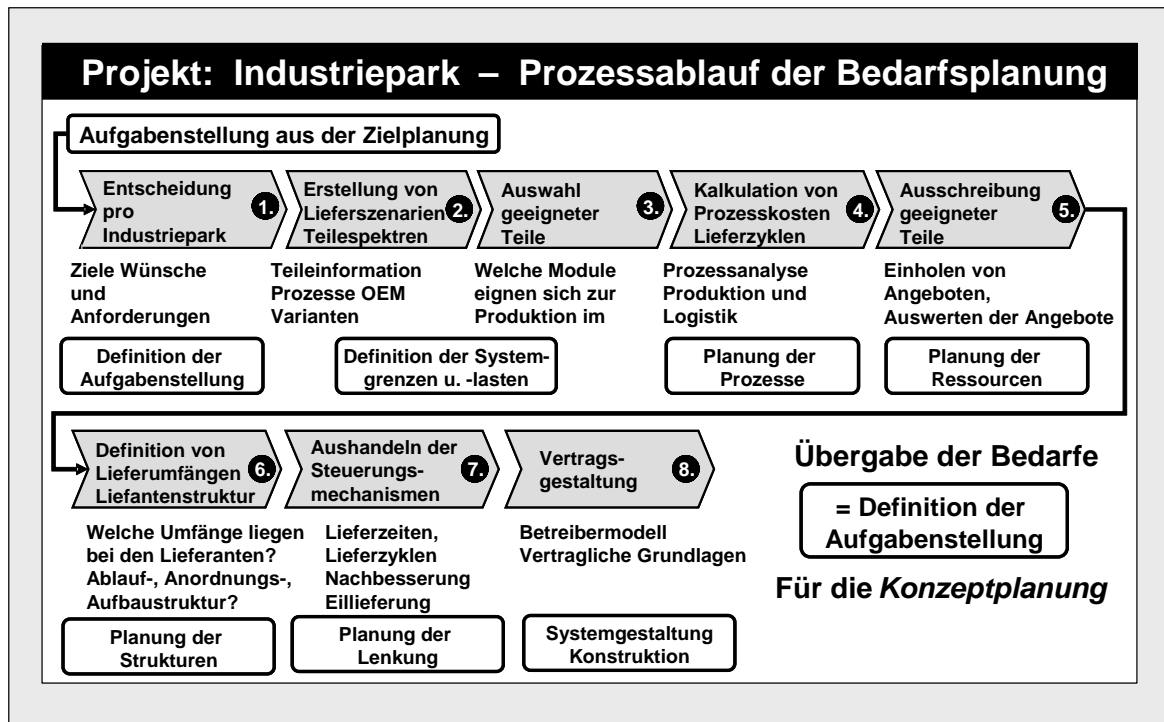 Projekt: Industriepark – Prozessablauf der Bedarfsplanung
Aufgabenstellung aus der Zielplanung
Entscheidung
pro
Industriepark
1.
Erstellung von
Lieferszenarien
Teilespektren
2.
Auswahl
geeigneter
Teile
3.
Kalkulation von
Prozesskosten
Lieferzyklen
4.
Ausschreibung
geeigneter
Teile
5.
Ziele Wünsche
und
Anforderungen
Teileinformation
Prozesse OEM
Varianten
Welche Module
eignen sich zur
Produktion im
Prozessanalyse
Produktion und
Logistik
Einholen von
Angeboten,
Auswerten der Angebote
Definition der
Aufgabenstellung
Definition der System-
grenzen u. -lasten
Planung der
Prozesse
Planung der
Ressourcen
Definition von
Lieferumfängen
Liefantenstruktur
6.
Aushandeln der
Steuerungs-
mechanismen
7.
Vertrags-
gestaltung
8.
Welche Umfänge liegen
bei den Lieferanten?
Ablauf-, Anordnungs-,
Aufbaustruktur?
Lieferzeiten,
Lieferzyklen
Nachbesserung
Eillieferung
Betreibermodell
Vertragliche Grundlagen
Planung der
Strukturen
Planung der
Lenkung
Systemgestaltung
Konstruktion
Übergabe der Bedarfe
= Definition der
Aufgabenstellung
Für die Konzeptplanung